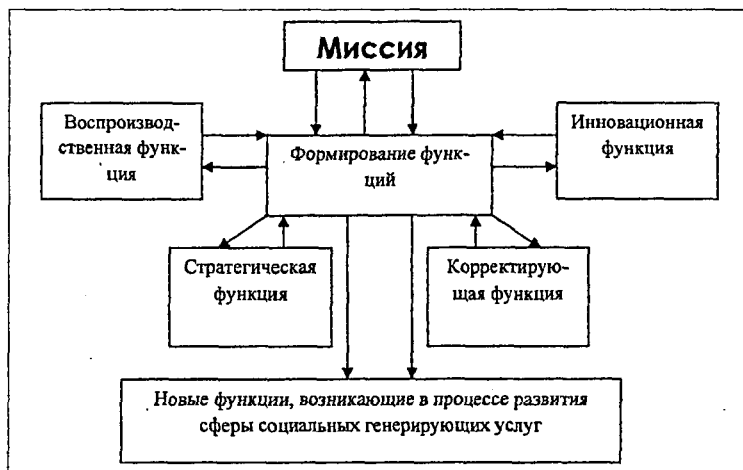 Миссия
Воспроизвод-
ственная функ-
ция
Формирование функ-
ций
Инновационная
функция
Стратегическая
функция
Корректирую-
щая функция
Новые функции, возникающие в процессе развития
сферы социальных генерирующих услуг